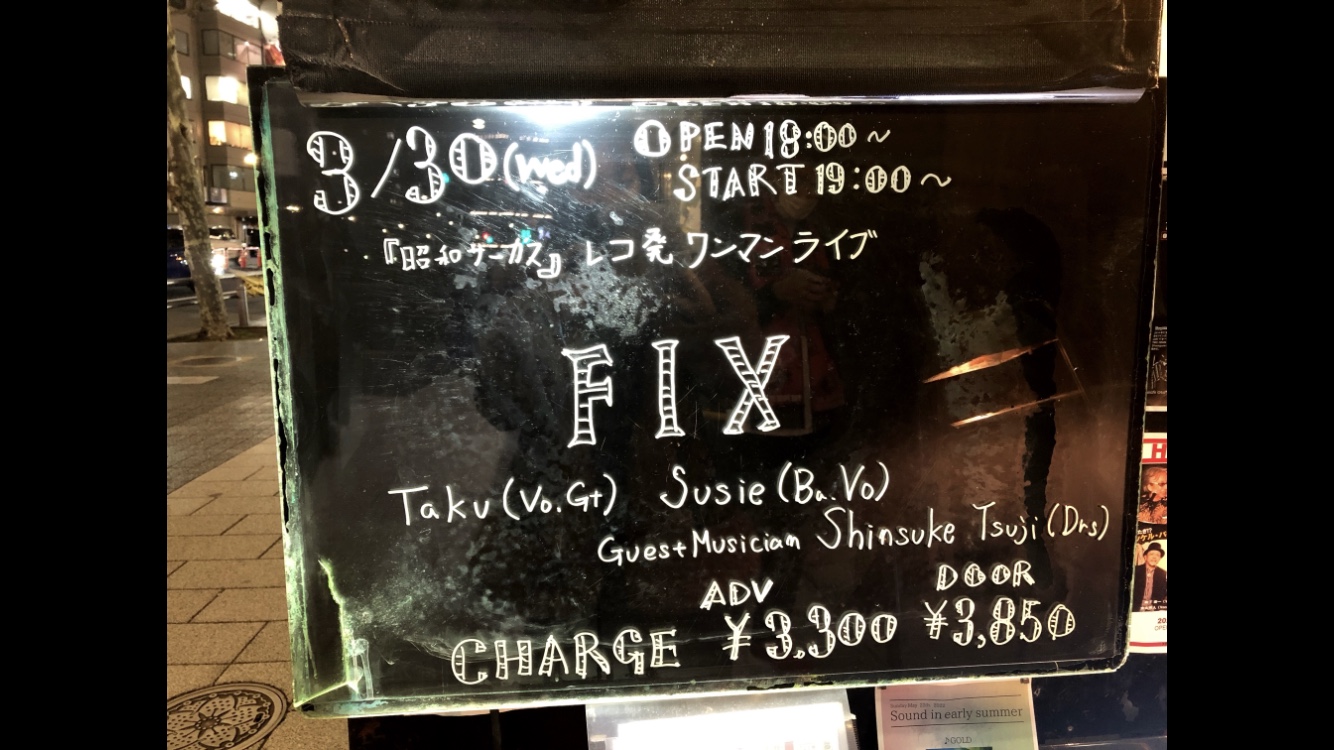 3/30(wed)
OPEN 18:00~
START 19:00~
『昭和サーカス』レコ発 ワンマンライブ
FIX
Taku (Vo.Gt) Susie (Ba.Vo)
Guest Musician Shinsuke Tsuji (Drs)
ADV DOOR
CHARGE ¥3,300 ¥3,850
Sound in early summer
♪GOLD